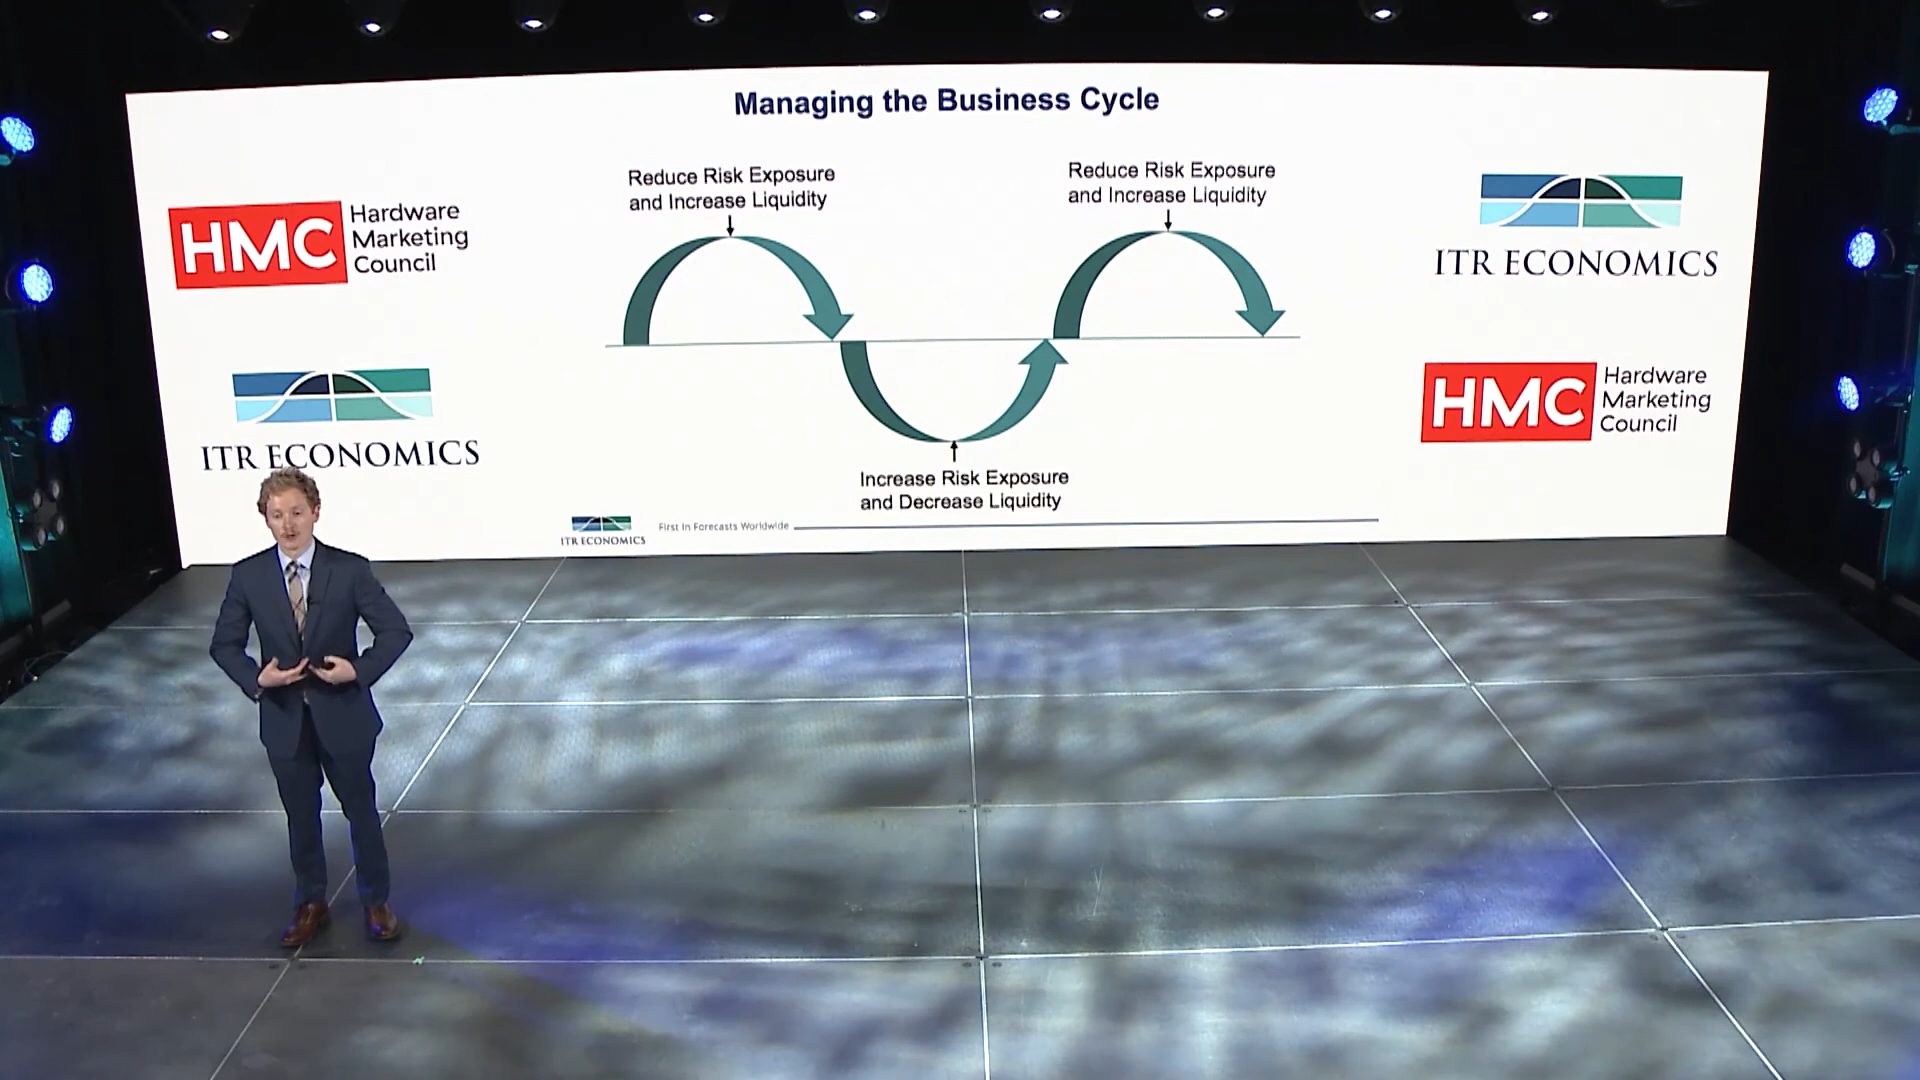 Managing the Business Cycle
Reduce Risk Exposure
and Increase Liquidity
Reduce Risk Exposure
and Increase Liquidity
HMC
Hardware
Marketing
Council
ITR ECONOMICS
ITR ECONOMICS
HMC
Hardware
Marketing
Council
Increase Risk Exposure
and Decrease Liquidity
ITR ECONOMICS
First In Forecasts Worldwide